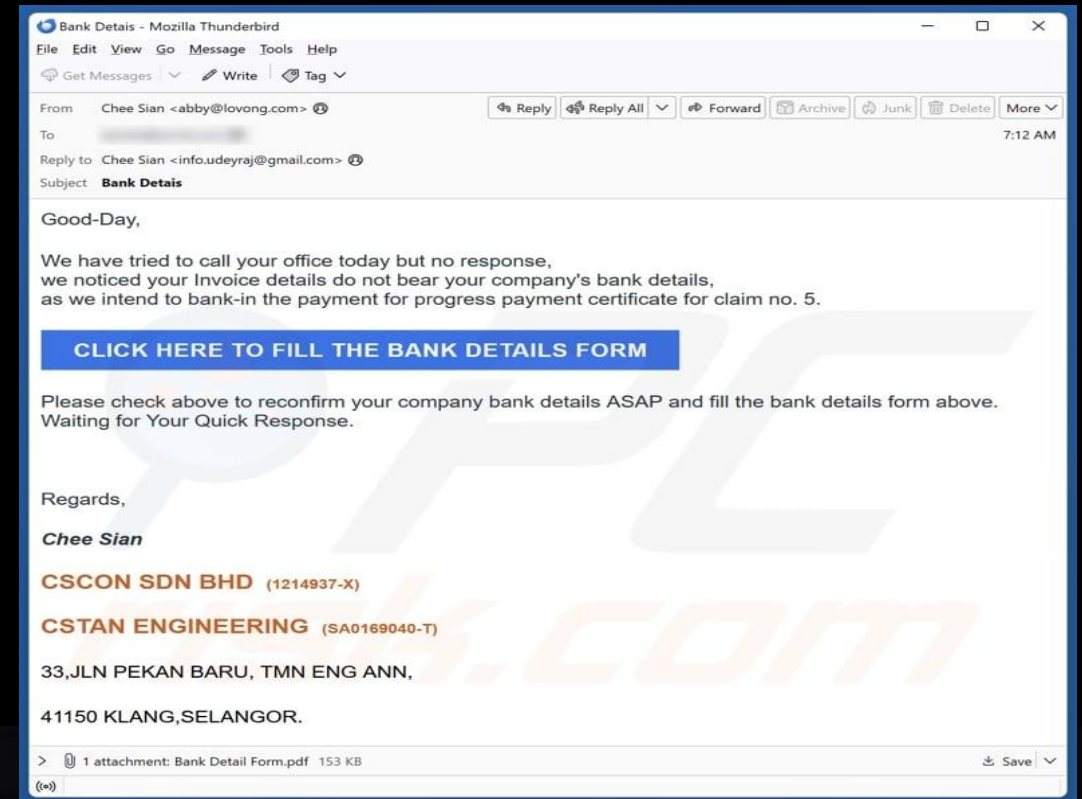 Bank Detais - Mozilla Thunderbird
File Edit View Go Message Tools Help
Get Messages Write Tag
From Chee Sian <abby@lovong.com> Reply Reply All Forward Archive Junk Delete More
To 7:12 AM
Reply to Chee Sian <info.udeyraj@gmail.com>
Subject Bank Detais
Good-Day,
We have tried to call your office today but no response,
we noticed your Invoice details do not bear your company's bank details,
as we intend to bank-in the payment for progress payment certificate for claim no. 5.
CLICK HERE TO FILL THE BANK DETAILS FORM
Please check above to reconfirm your company bank details ASAP and fill the bank details form above.
Waiting for Your Quick Response.
Regards,
Chee Sian
CSCON SDN BHD (1214937-X)
CSTAN ENGINEERING (SA0169040-T)
33,JLN PEKAN BARU, TMN ENG ANN,
41150 KLANG,SELANGOR.
1 attachment: Bank Detail Form.pdf 153 KB Save
PC
risk.com